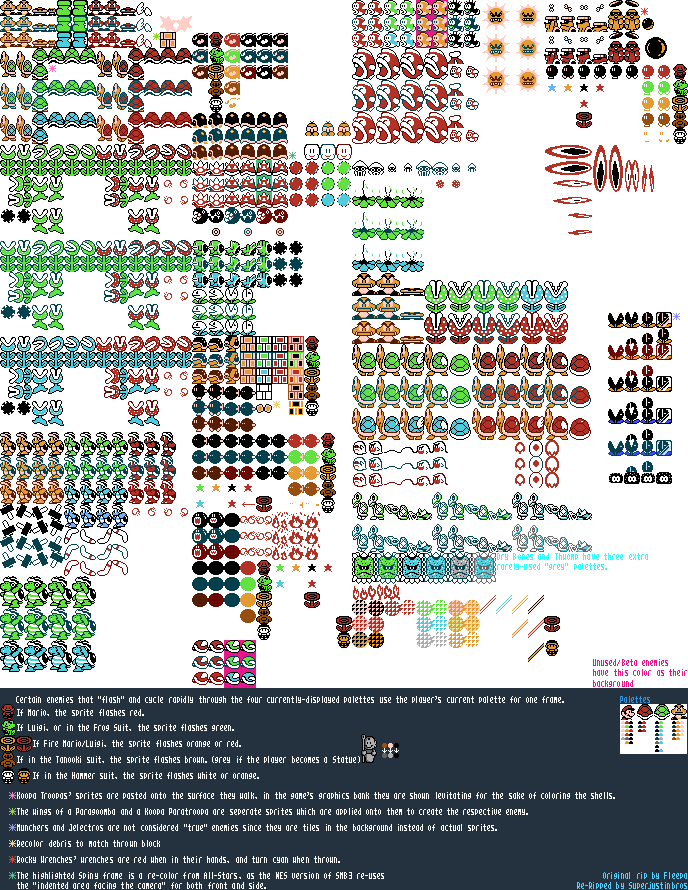 Dry Bones and Thwomp have three extra
rarely-used "grey" palettes.
Unused/Beta enemies
have this color as their
background
Certain enemies that "flash" and cycle rapidly through the four currently-displayed palettes use the player's current palette for one frame.
Palettes
If Mario, the sprite flashes red.
If Luigi, or in the Frog Suit, the sprite flashes green.
If Fire Mario/Luigi, the sprite flashes orange or red.
If in the Tanooki suit, the sprite flashes brown. (grey if the player becomes a Statue)
If in the Hammer suit, the sprite flashes white or orange.
Koopa Troopas' sprites are pasted onto the surface they walk, in the game's graphics bank they are shown levitating for the sake of coloring the shells.
The wings of a Paragoomba and a Koopa Paratroopa are seperate sprites which are applied onto them to create the respective enemy.
Munchers and Jelectros are not considered "true" enemies since they are tiles in the background instead of actual sprites.
Recolor debris to match thrown block
Rocky Wrenches' wrenches are red when in their hands, and turn cyan when thrown.
The highlighted Spiny frame is a re-color from All-Stars, as the NES version of SMB3 re-uses
the "indented area facing the camera" for both front and side.
Original rip by Fleepa
Re-Ripped by Superjustinbros